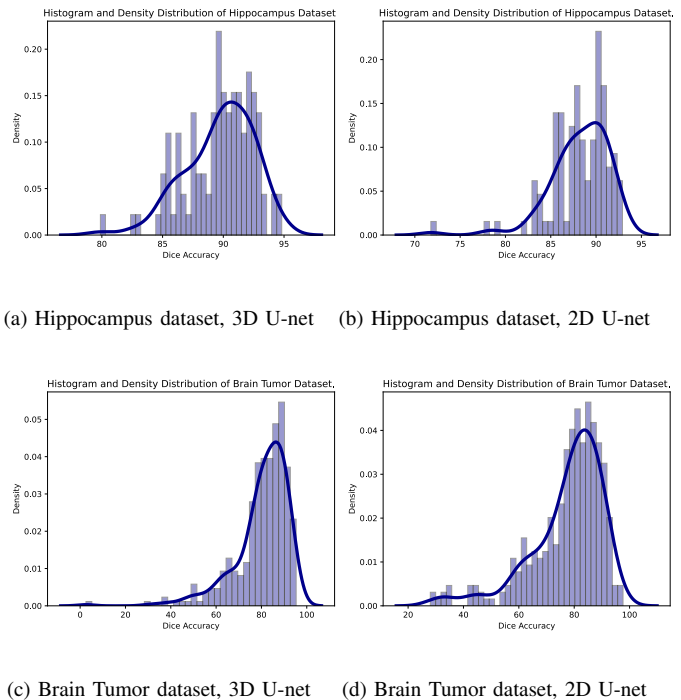 Histogram and Density Distribution of Hippocampus Dataset
0.20
0.15
0.10
0.05
0.00
Density
80 85 90 95
Dice Accuracy
Histogram and Density Distribution of Hippocampus Dataset.
0.20
0.15
0.10
0.05
0.00
Density
70 75 80 85 90 95
Dice Accuracy
(a) Hippocampus dataset, 3D U-net
(b) Hippocampus dataset, 2D U-net
Histogram and Density Distribution of Brain Tumor Dataset.
0.05
0.04
0.03
0.02
0.01
0.00
Density
0 20 40 60 80 100
Dice Accuracy
Histogram and Density Distribution of Brain Tumor Dataset.
0.04
0.03
0.02
0.01
0.00
Density
20 40 60 80 100
Dice Accuracy
(c) Brain Tumor dataset, 3D U-net
(d) Brain Tumor dataset, 2D U-net